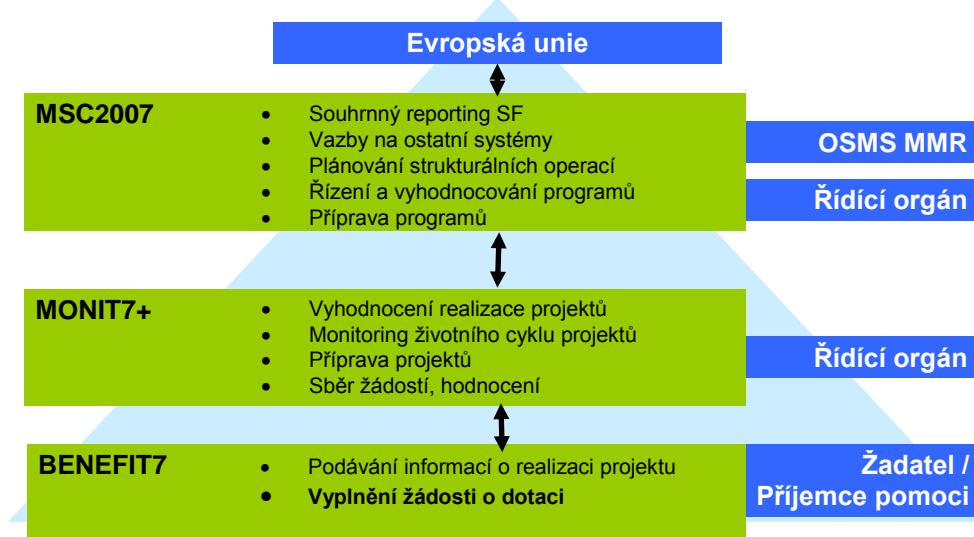 Evropská unie
MSC2007
• Souhrnný reporting SF
• Vazby na ostatní systémy
• Plánování strukturálních operací
• Řízení a vyhodnocování programů
• Příprava programů
OSMS MMR
Řídící orgán
MONIT7+
• Vyhodnocení realizace projektů
• Monitoring životního cyklu projektů
• Příprava projektů
• Sběr žádostí, hodnocení
Řídící orgán
BENEFIT7
• Podávání informací o realizaci projektu
• Vyplnění žádosti o dotaci
Žadatel /
Příjemce pomoci